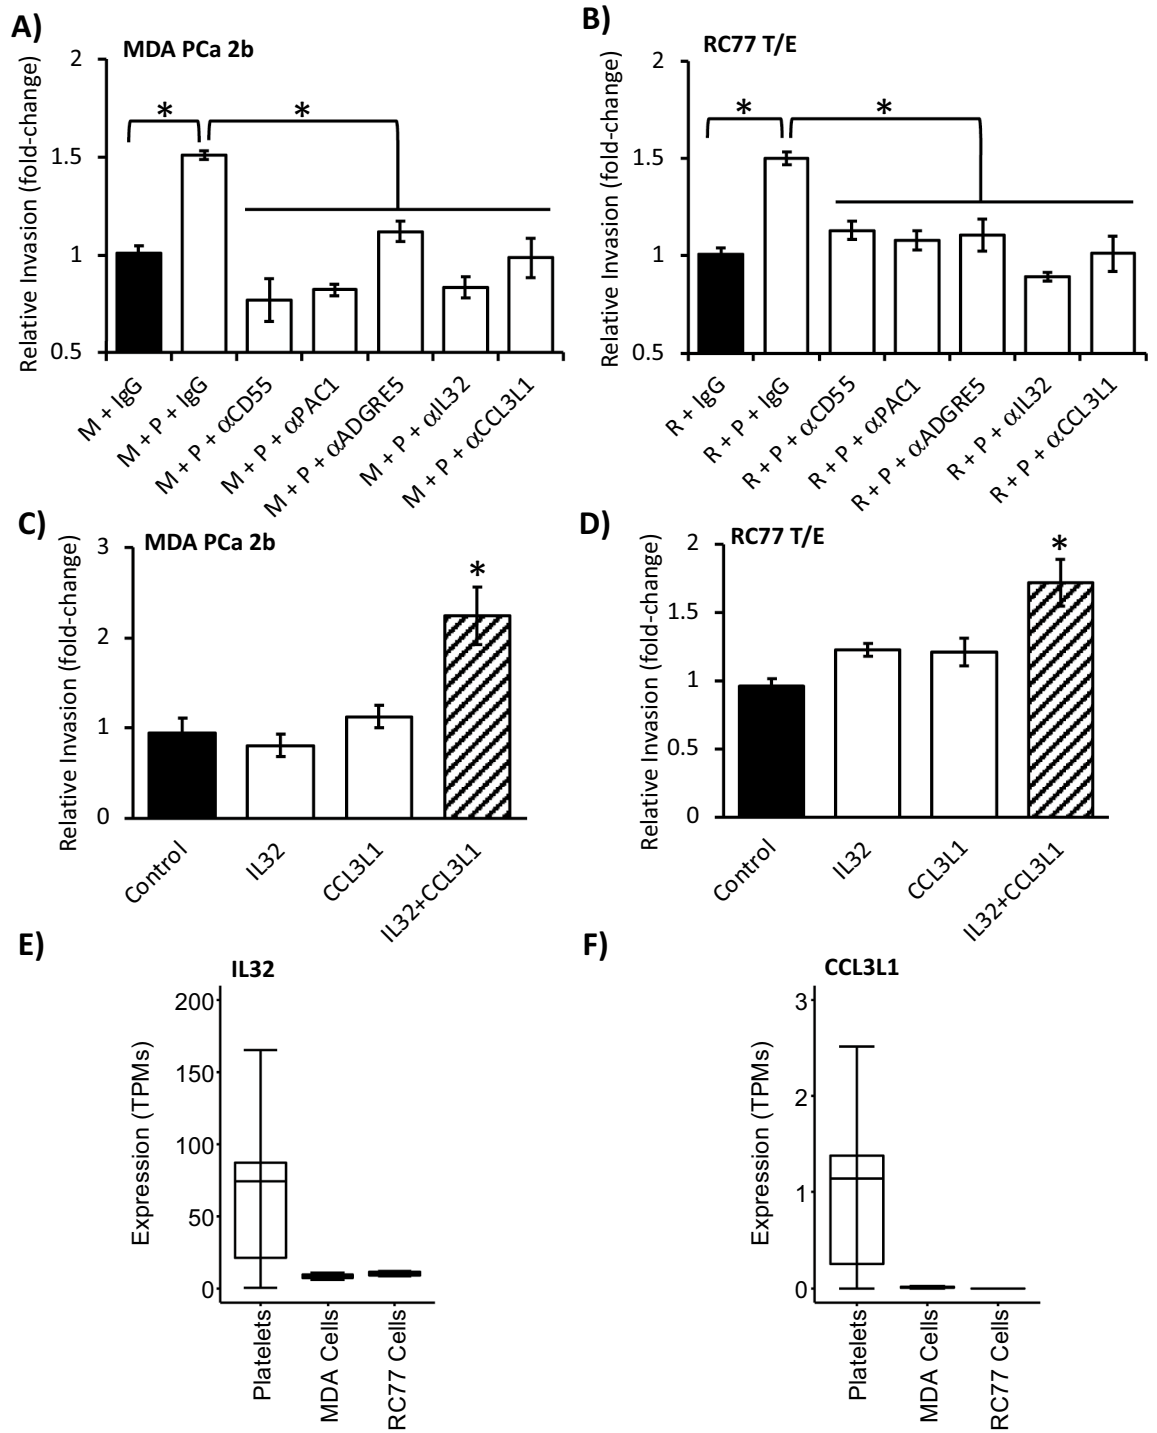 A)
MDA PCa 2b
Relative Invasion (fold-change)
2
1.5
1
0.5
*
*
M + IgG
M + P + IgG
M + P + αCD55
M + P + αPAC1
M + P + αADGRE5
M + P + αIL32
M + P + αCCL3L1
B)
RC77 T/E
Relative Invasion (fold-change)
2
1.5
1
0.5
*
*
R + IgG
R + P + IgG
R + P + αCD55
R + P + αPAC1
R + P + αADGRE5
R + P + αIL32
R + P + αCCL3L1
C)
MDA PCa 2b
Relative Invasion (fold-change)
3
2
1
0
*
Control
IL32
CCL3L1
IL32+CCL3L1
D)
RC77 T/E
Relative Invasion (fold-change)
2
1.5
1
0.5
0
*
Control
IL32
CCL3L1
IL32+CCL3L1
E)
IL32
Expression (TPMs)
200
150
100
50
0
Platelets
MDA Cells
RC77 Cells
F)
CCL3L1
Expression (TPMs)
3
2
1
0
Platelets
MDA Cells
RC77 Cells